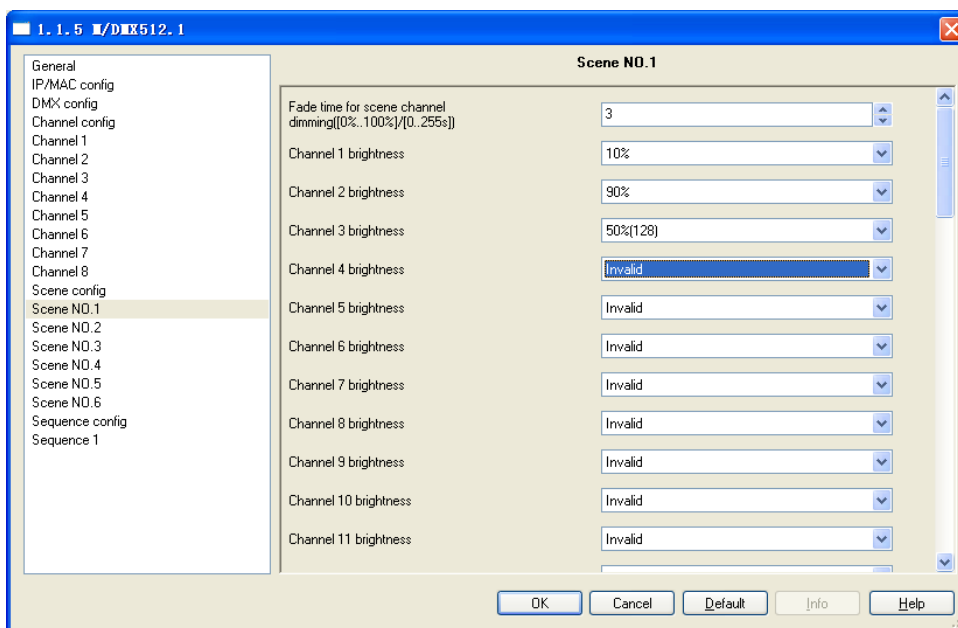 1.1.5 M/DMX512.1
General
IP/MAC config
DMX config
Channel config
Channel 1
Channel 2
Channel 3
Channel 4
Channel 5
Channel 6
Channel 7
Channel 8
Scene config
Scene NO.1
Scene NO.2
Scene NO.3
Scene NO.4
Scene NO.5
Scene NO.6
Sequence config
Sequence 1
Scene NO.1
Fade time for scene channel
dimming([0%..100%]/[0..255s])
3
Channel 1 brightness
10%
Channel 2 brightness
90%
Channel 3 brightness
50%(128)
Channel 4 brightness
Invalid
Channel 5 brightness
Invalid
Channel 6 brightness
Invalid
Channel 7 brightness
Invalid
Channel 8 brightness
Invalid
Channel 9 brightness
Invalid
Channel 10 brightness
Invalid
Channel 11 brightness
Invalid
OK
Cancel
Default
Info
Help